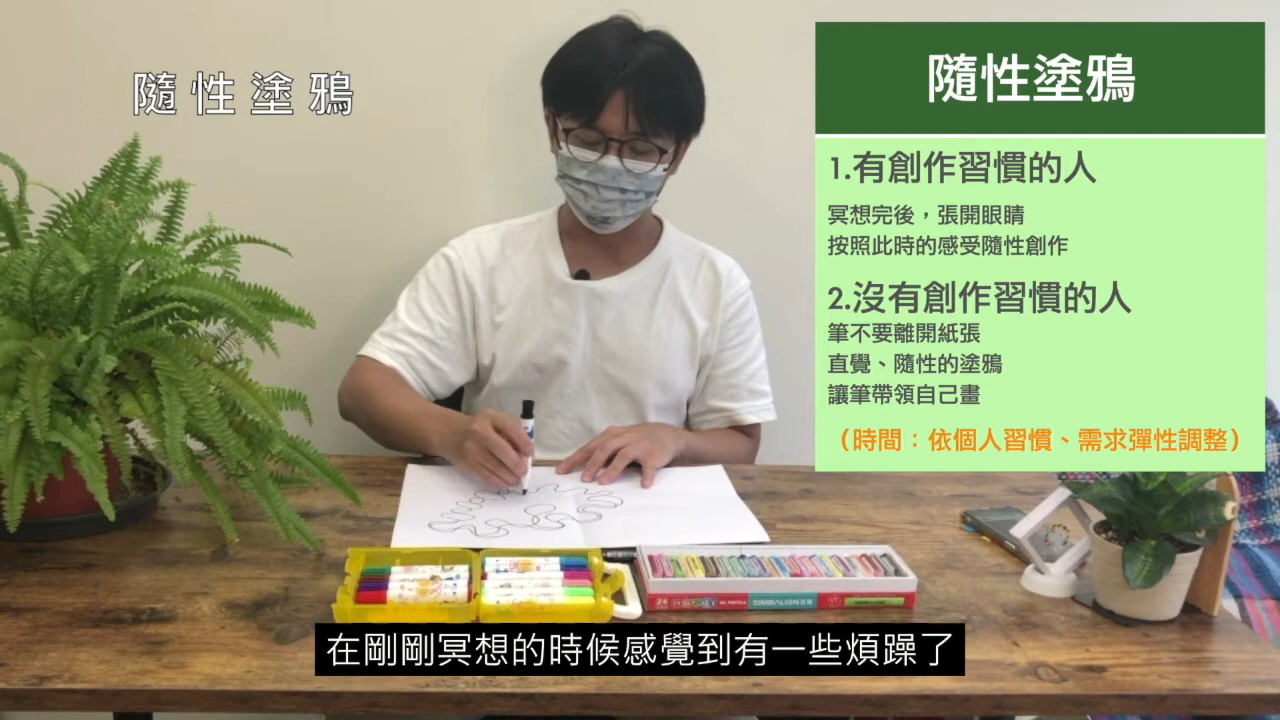 隨性塗鴉
隨性塗鴉
1.有創作習慣的人
冥想完後，張開眼睛
按照此時的感受隨性創作
2.沒有創作習慣的人
筆不要離開紙張
直覺、隨性的塗鴉
讓筆帶領自己畫
（時間：依個人習慣、需求彈性調整）
24
OIL PASTELS
SIMBALION
在剛剛冥想的時候感覺到有一些煩躁了